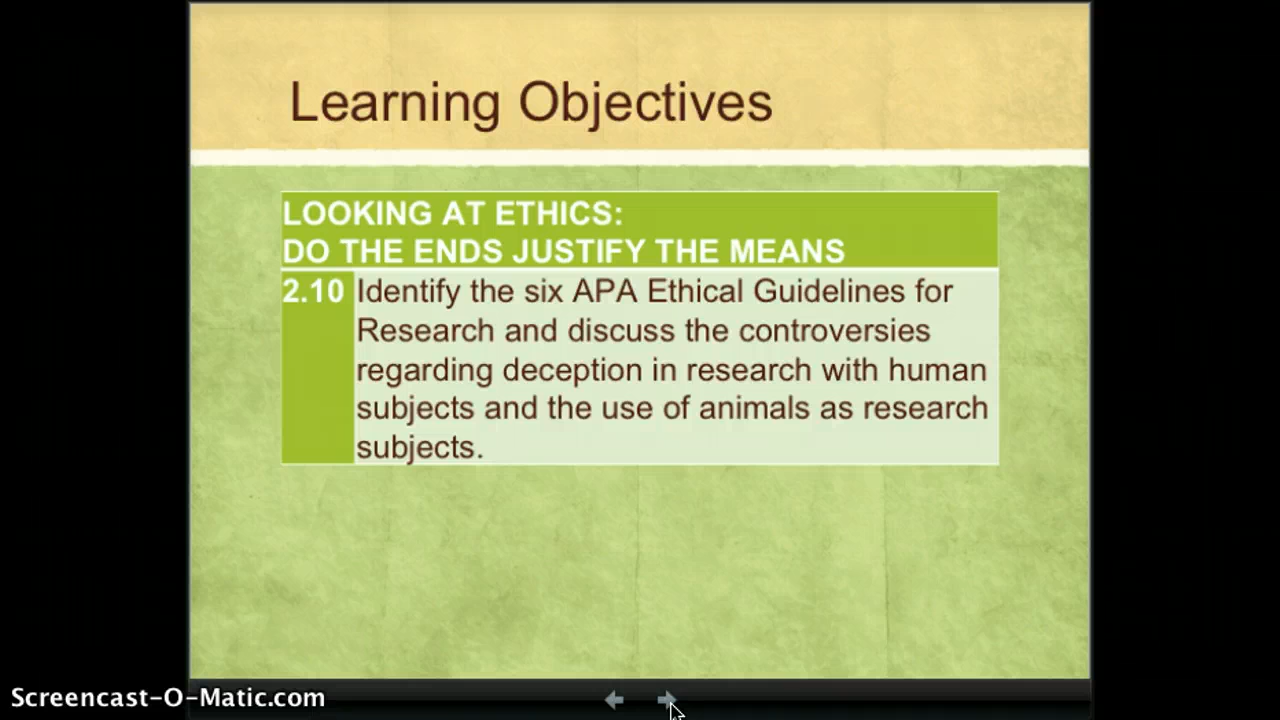 Learning Objectives
LOOKING AT ETHICS:
DO THE ENDS JUSTIFY THE MEANS
2.10 Identify the six APA Ethical Guidelines for
Research and discuss the controversies
regarding deception in research with human
subjects and the use of animals as research
subjects.
Screencast-O-Matic.com